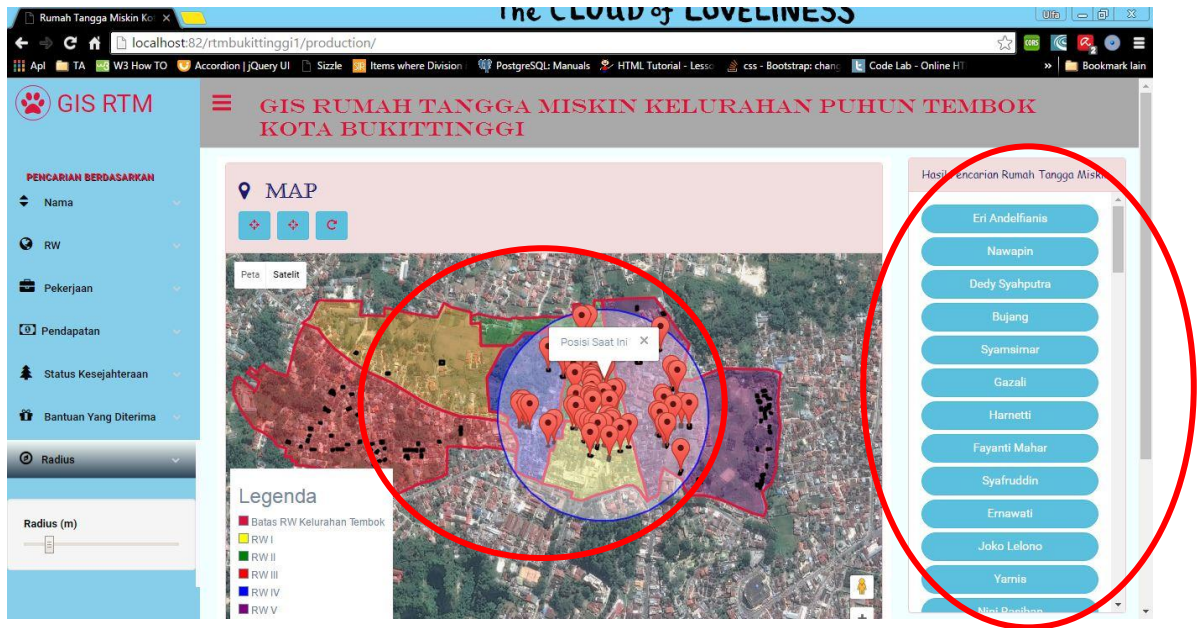 The CLOUD of LOVELINESS
Rumah Tangga Miskin Ko
Ulfa
localhost:82/rtmbukittinggi1/production/
CORS
2
Apl
TA
W3 How TO
Accordion | jQuery UI
Sizzle
Items where Division
PostgreSQL: Manuals
HTML Tutorial - Lesso
css - Bootstrap: chang
Code Lab - Online HT
»
Bookmark lain
GIS RTM
GIS RUMAH TANGGA MISKIN KELURAHAN PUHUN TEMBOK
KOTA BUKITTINGGI
PENCARIAN BERDASARKAN
Nama
RW
Pekerjaan
Pendapatan
Status Kesejahteraan
Bantuan Yang Diterima
Radius
Radius (m)
MAP
Peta
Satelit
Posisi Saat Ini
Legenda
Batas RW Kelurahan Tembok
RW I
RW II
RW III
RW IV
RW V
Hasil Pencarian Rumah Tangga Miskin
Eri Andelfianis
Nawapin
Dedy Syahputra
Bujang
Syamsimar
Gazali
Harnetti
Fayanti Mahar
Syafruddin
Ernawati
Joko Lelono
Yarnis
Nini